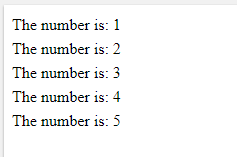 The number is: 1
The number is: 2
The number is: 3
The number is: 4
The number is: 5